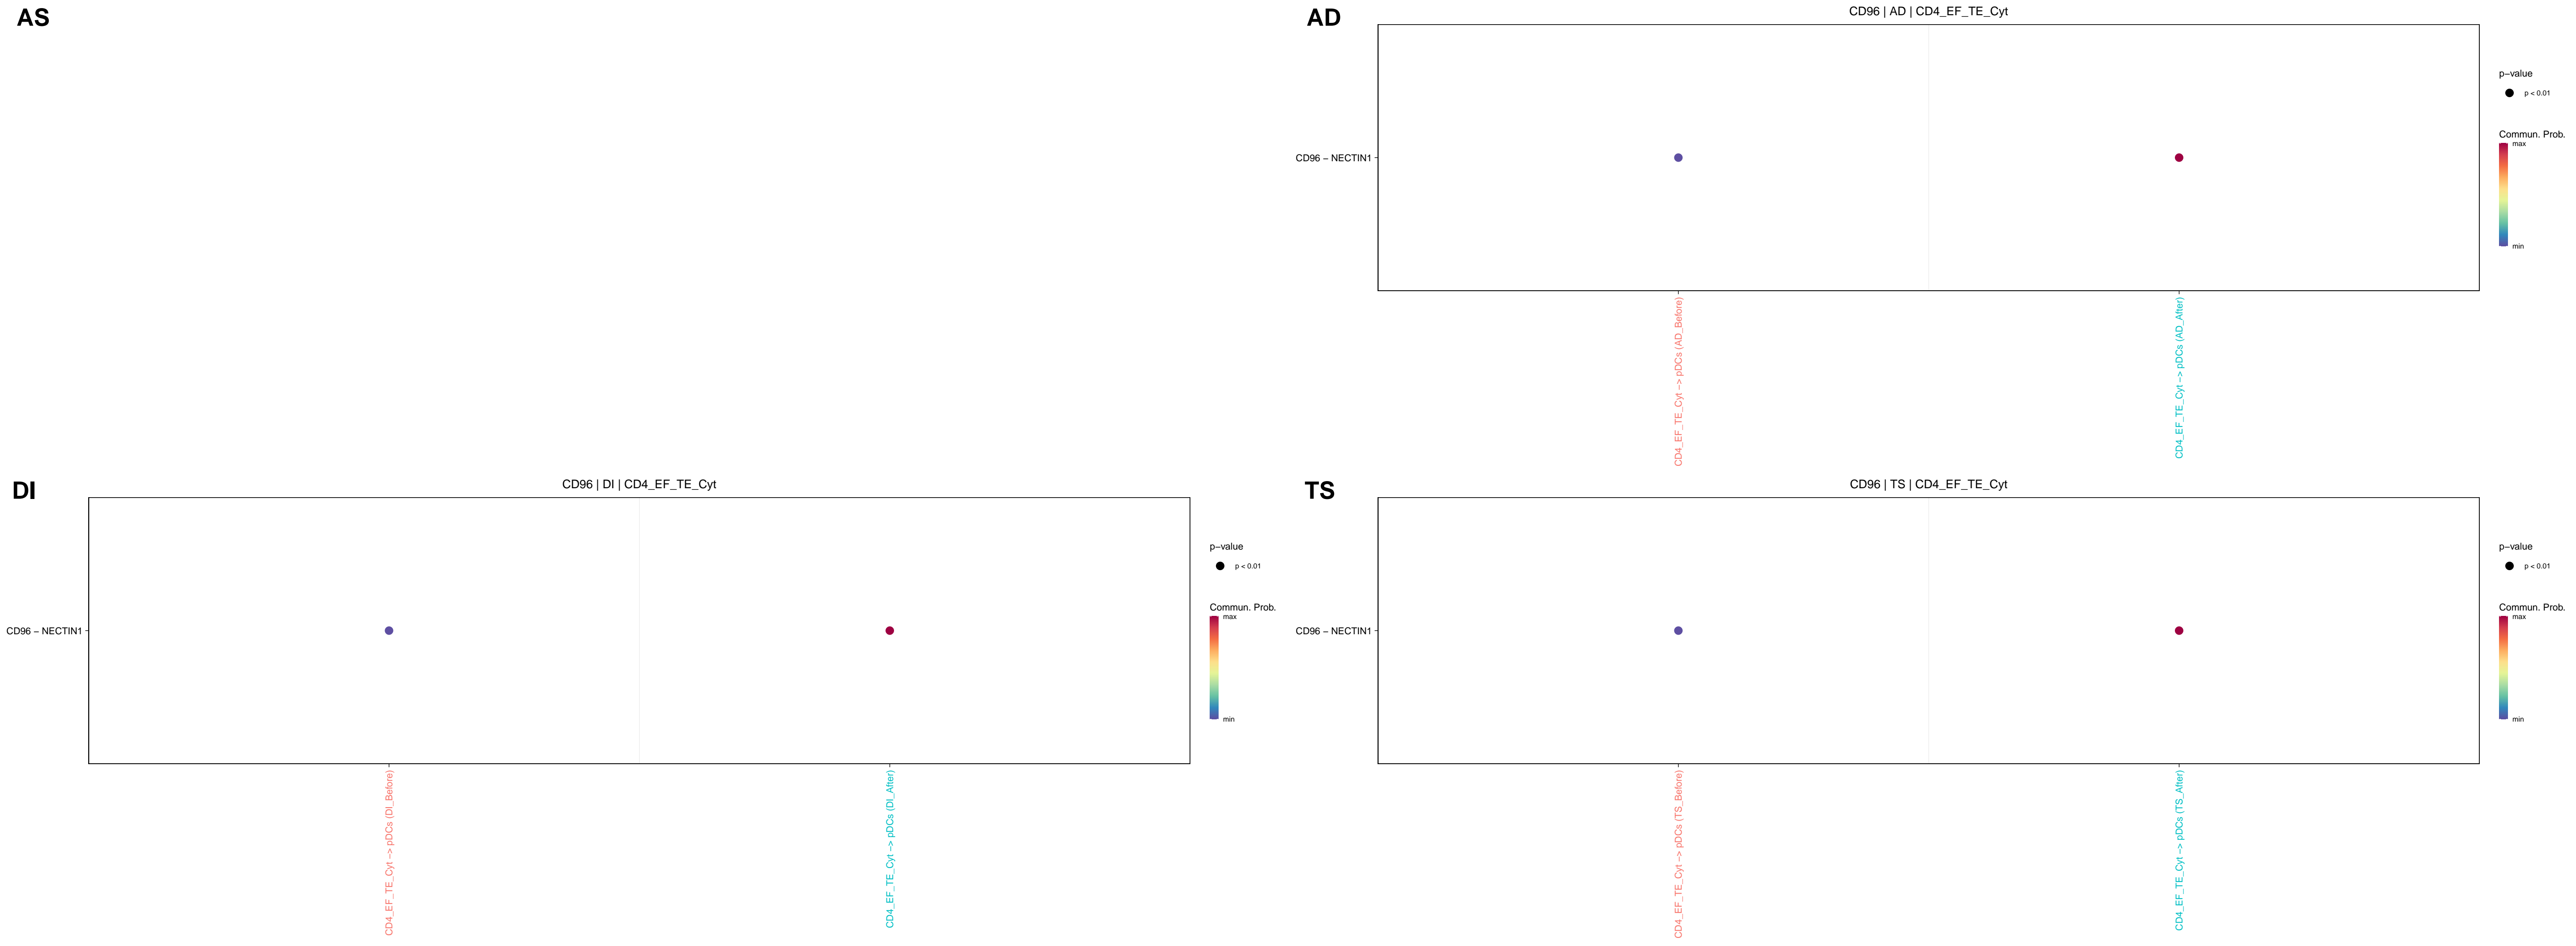 AS
AD
CD96 | AD | CD4_EF_TE_Cyt
CD96 − NECTIN1
CD4_EF_TE_Cyt −> pDCs (AD_Before)
CD4_EF_TE_Cyt −> pDCs (AD_After)
p−value
p < 0.01
Commun. Prob.
max
min
DI
CD96 | DI | CD4_EF_TE_Cyt
CD96 − NECTIN1
CD4_EF_TE_Cyt −> pDCs (DI_Before)
CD4_EF_TE_Cyt −> pDCs (DI_After)
p−value
p < 0.01
Commun. Prob.
max
min
TS
CD96 | TS | CD4_EF_TE_Cyt
CD96 − NECTIN1
CD4_EF_TE_Cyt −> pDCs (TS_Before)
CD4_EF_TE_Cyt −> pDCs (TS_After)
p−value
p < 0.01
Commun. Prob.
max
min